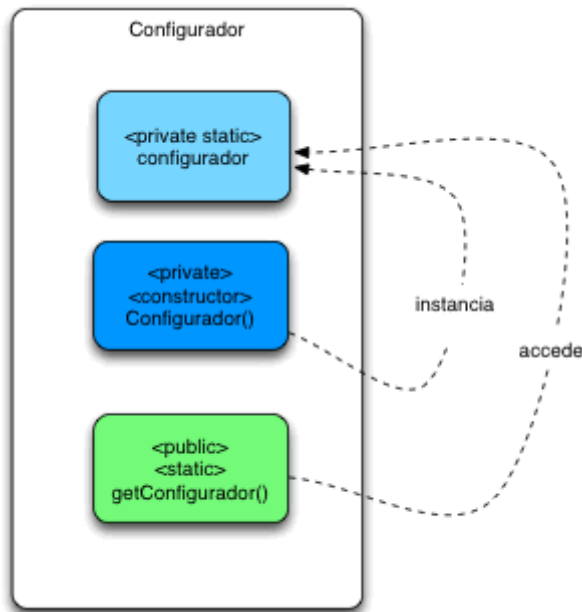 Configurador
<private static>
configurador
<private>
<constructor>
Configurador()
instancia
accede
<public>
<static>
getConfigurador()